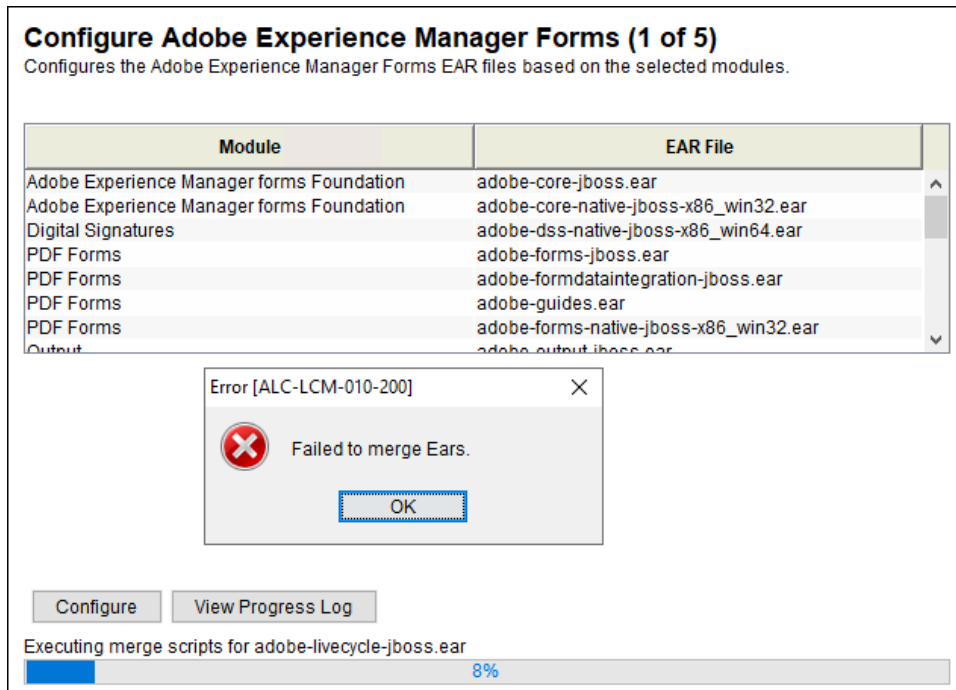 Configure Adobe Experience Manager Forms (1 of 5)
Configures the Adobe Experience Manager Forms EAR files based on the selected modules.
Module EAR File
Adobe Experience Manager forms Foundation adobe-core-jboss.ear
Adobe Experience Manager forms Foundation adobe-core-native-jboss-x86_win32.ear
Digital Signatures adobe-dss-native-jboss-x86_win64.ear
PDF Forms adobe-forms-jboss.ear
PDF Forms adobe-formdataintegration-jboss.ear
PDF Forms adobe-guides.ear
PDF Forms adobe-forms-native-jboss-x86_win32.ear
Output adobe-output-jboss.ear
Error [ALC-LCM-010-200]
Failed to merge Ears.
OK
Configure View Progress Log
Executing merge scripts for adobe-livecycle-jboss.ear
8%